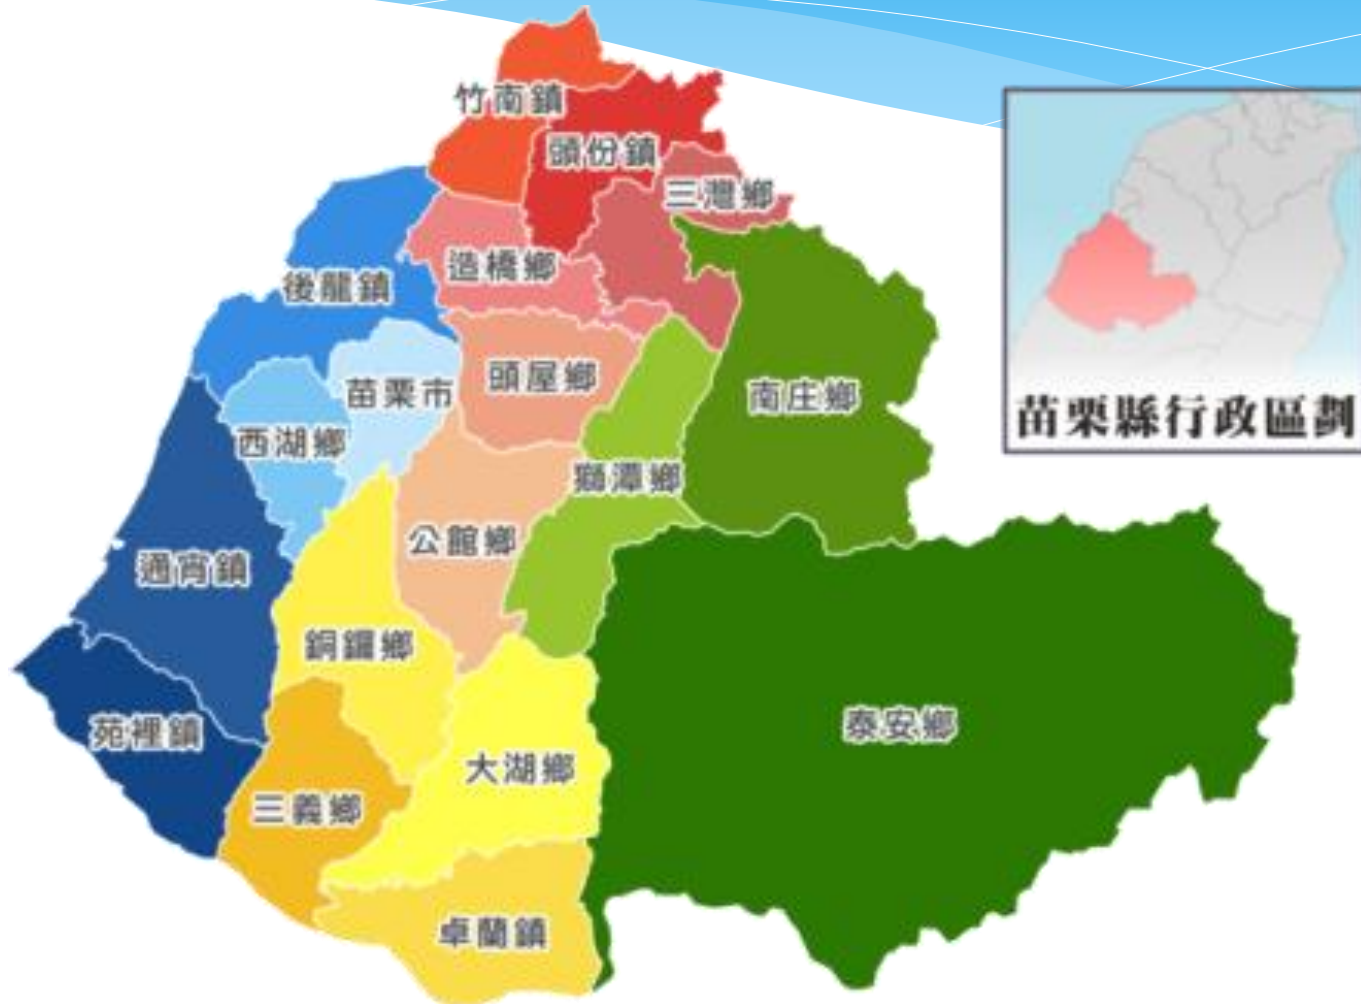 竹南鎮
頭份鎮
三灣鄉
造橋鄉
後龍鎮
頭屋鄉
苗栗市
南庄鄉
西湖鄉
獅潭鄉
公館鄉
通宵鎮
銅鑼鄉
泰安鄉
苑裡鎮
大湖鄉
三義鄉
卓蘭鎮
苗栗縣行政區劃